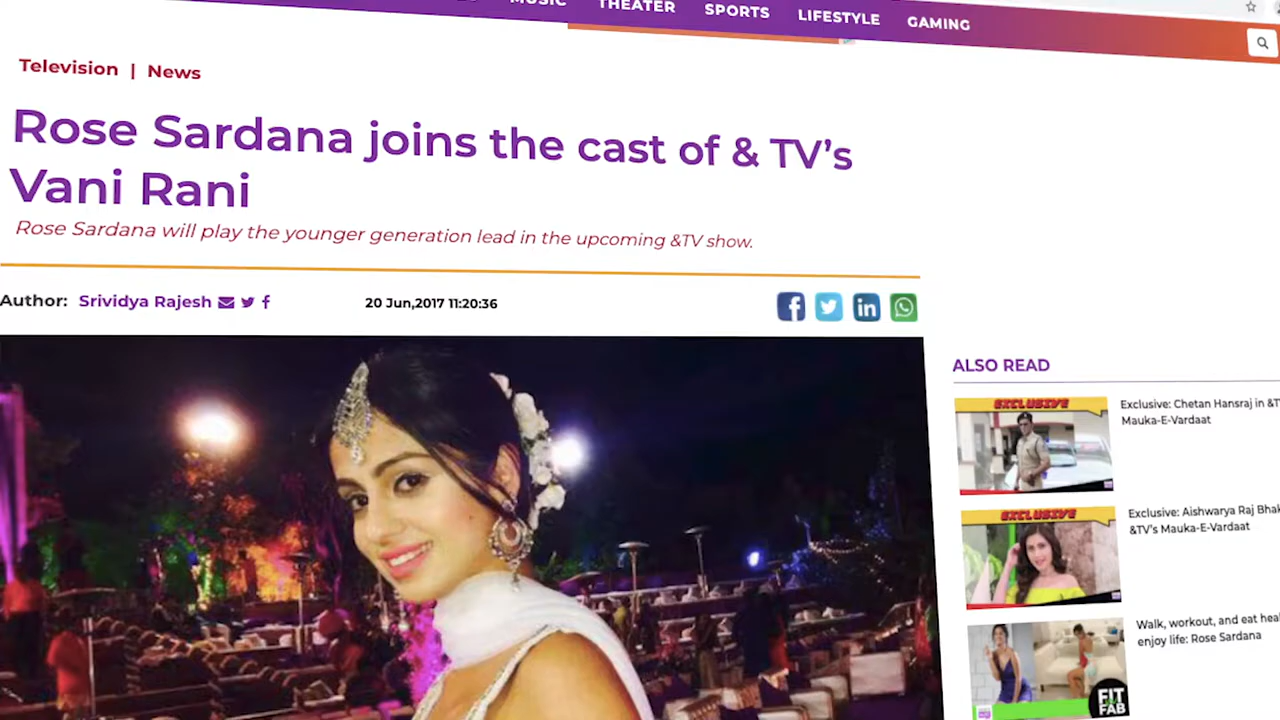 MUSIC
THEATER
SPORTS
LIFESTYLE
GAMING
Television | News
Rose Sardana joins the cast of & TV's
Vani Rani
Rose Sardana will play the younger generation lead in the upcoming &TV show.
Author: Srividya Rajesh
20 Jun,2017 11:20:36
ALSO READ
EXCLUSIVE
Exclusive: Chetan Hansraj in &T
Mauka-E-Vardaat
EXCLUSIVE
Exclusive: Aishwarya Raj Bhak
&TV's Mauka-E-Vardaat
Walk, workout, and eat heal
enjoy life: Rose Sardana
FIT
FAB